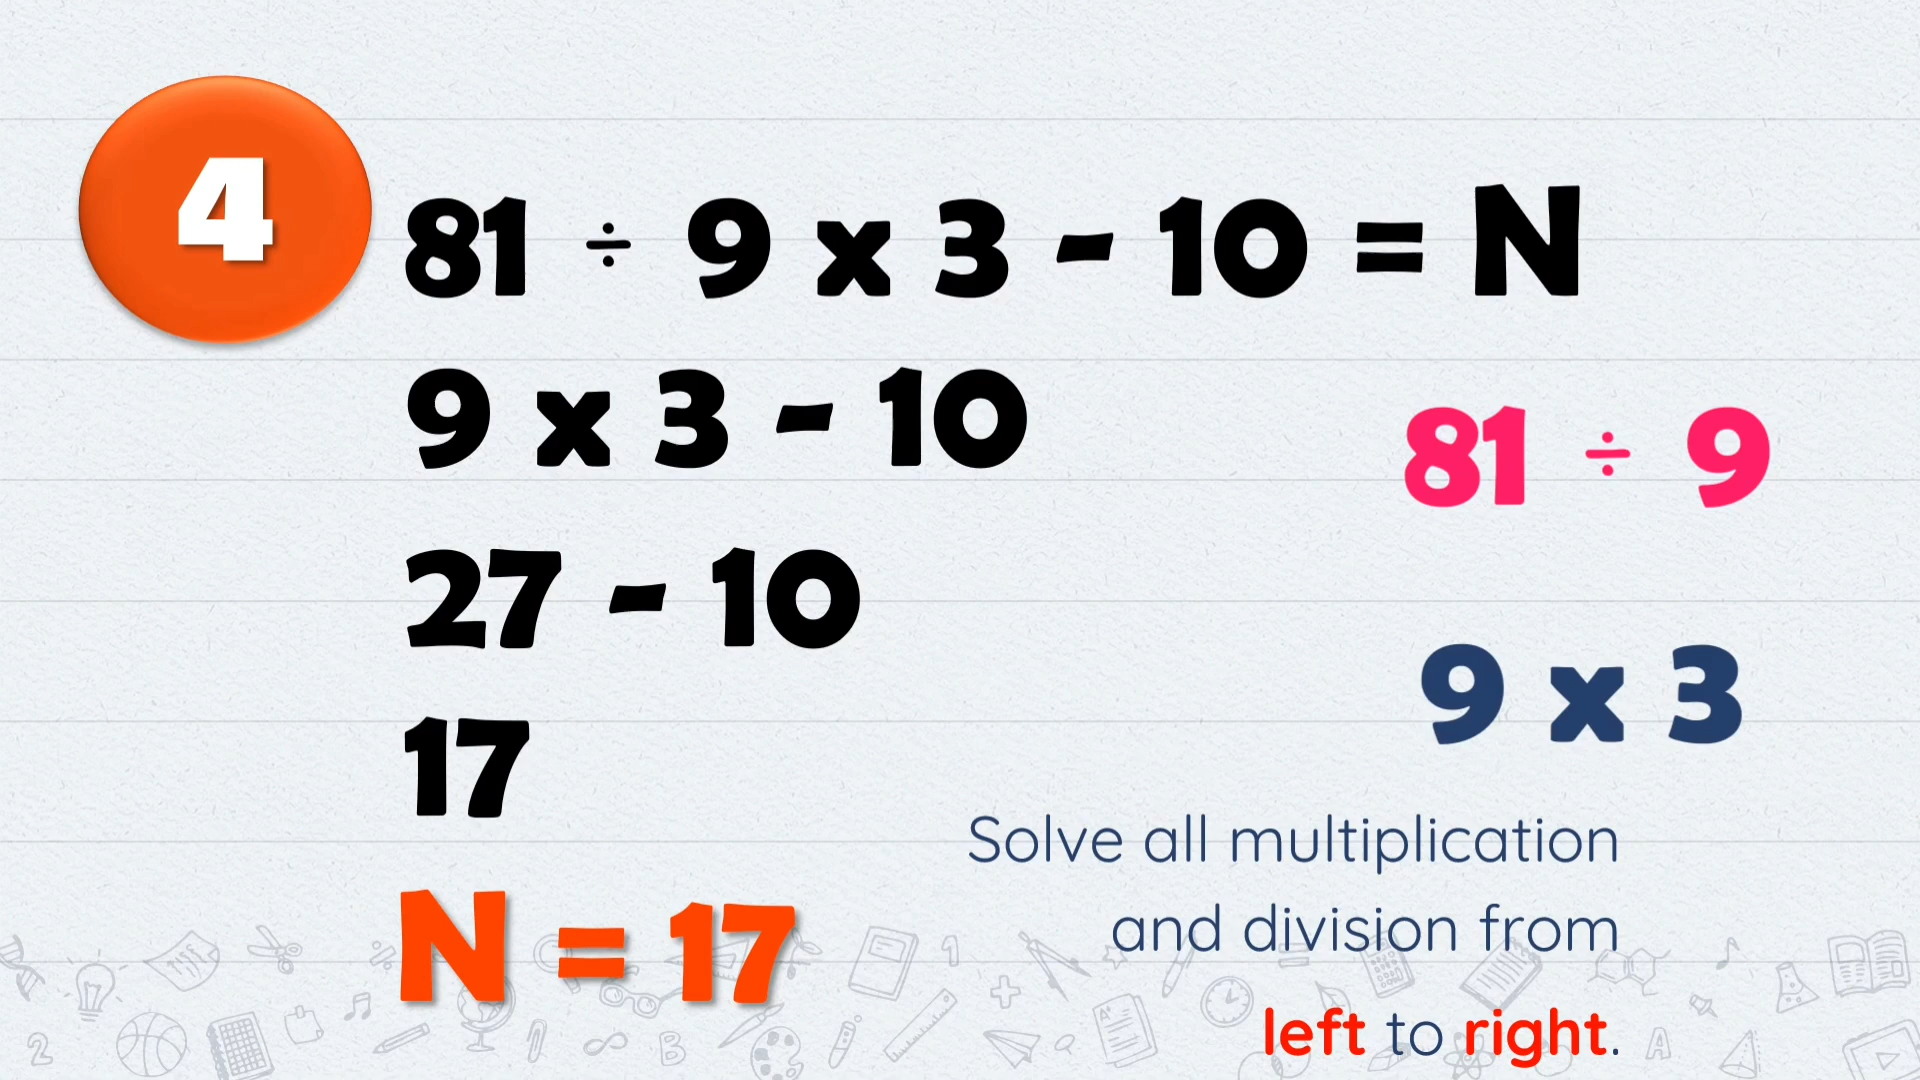 4
81 ÷ 9 x 3 - 10 = N
9 x 3 - 10
81 ÷ 9
27 - 10
9 x 3
17
Solve all multiplication
and division from
left to right.
N = 17